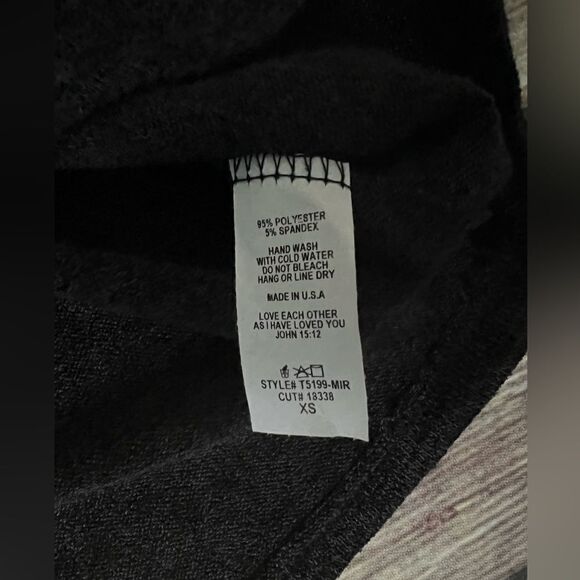 95% POLYESTER
5% SPANDEX
HAND WASH
WITH COLD WATER
DO NOT BLEACH
HANG OR LINE DRY
MADE IN U.S.A
LOVE EACH OTHER
AS I HAVE LOVED YOU
JOHN 15:12
STYLE# T5199-MIR
CUT# 18338
XS